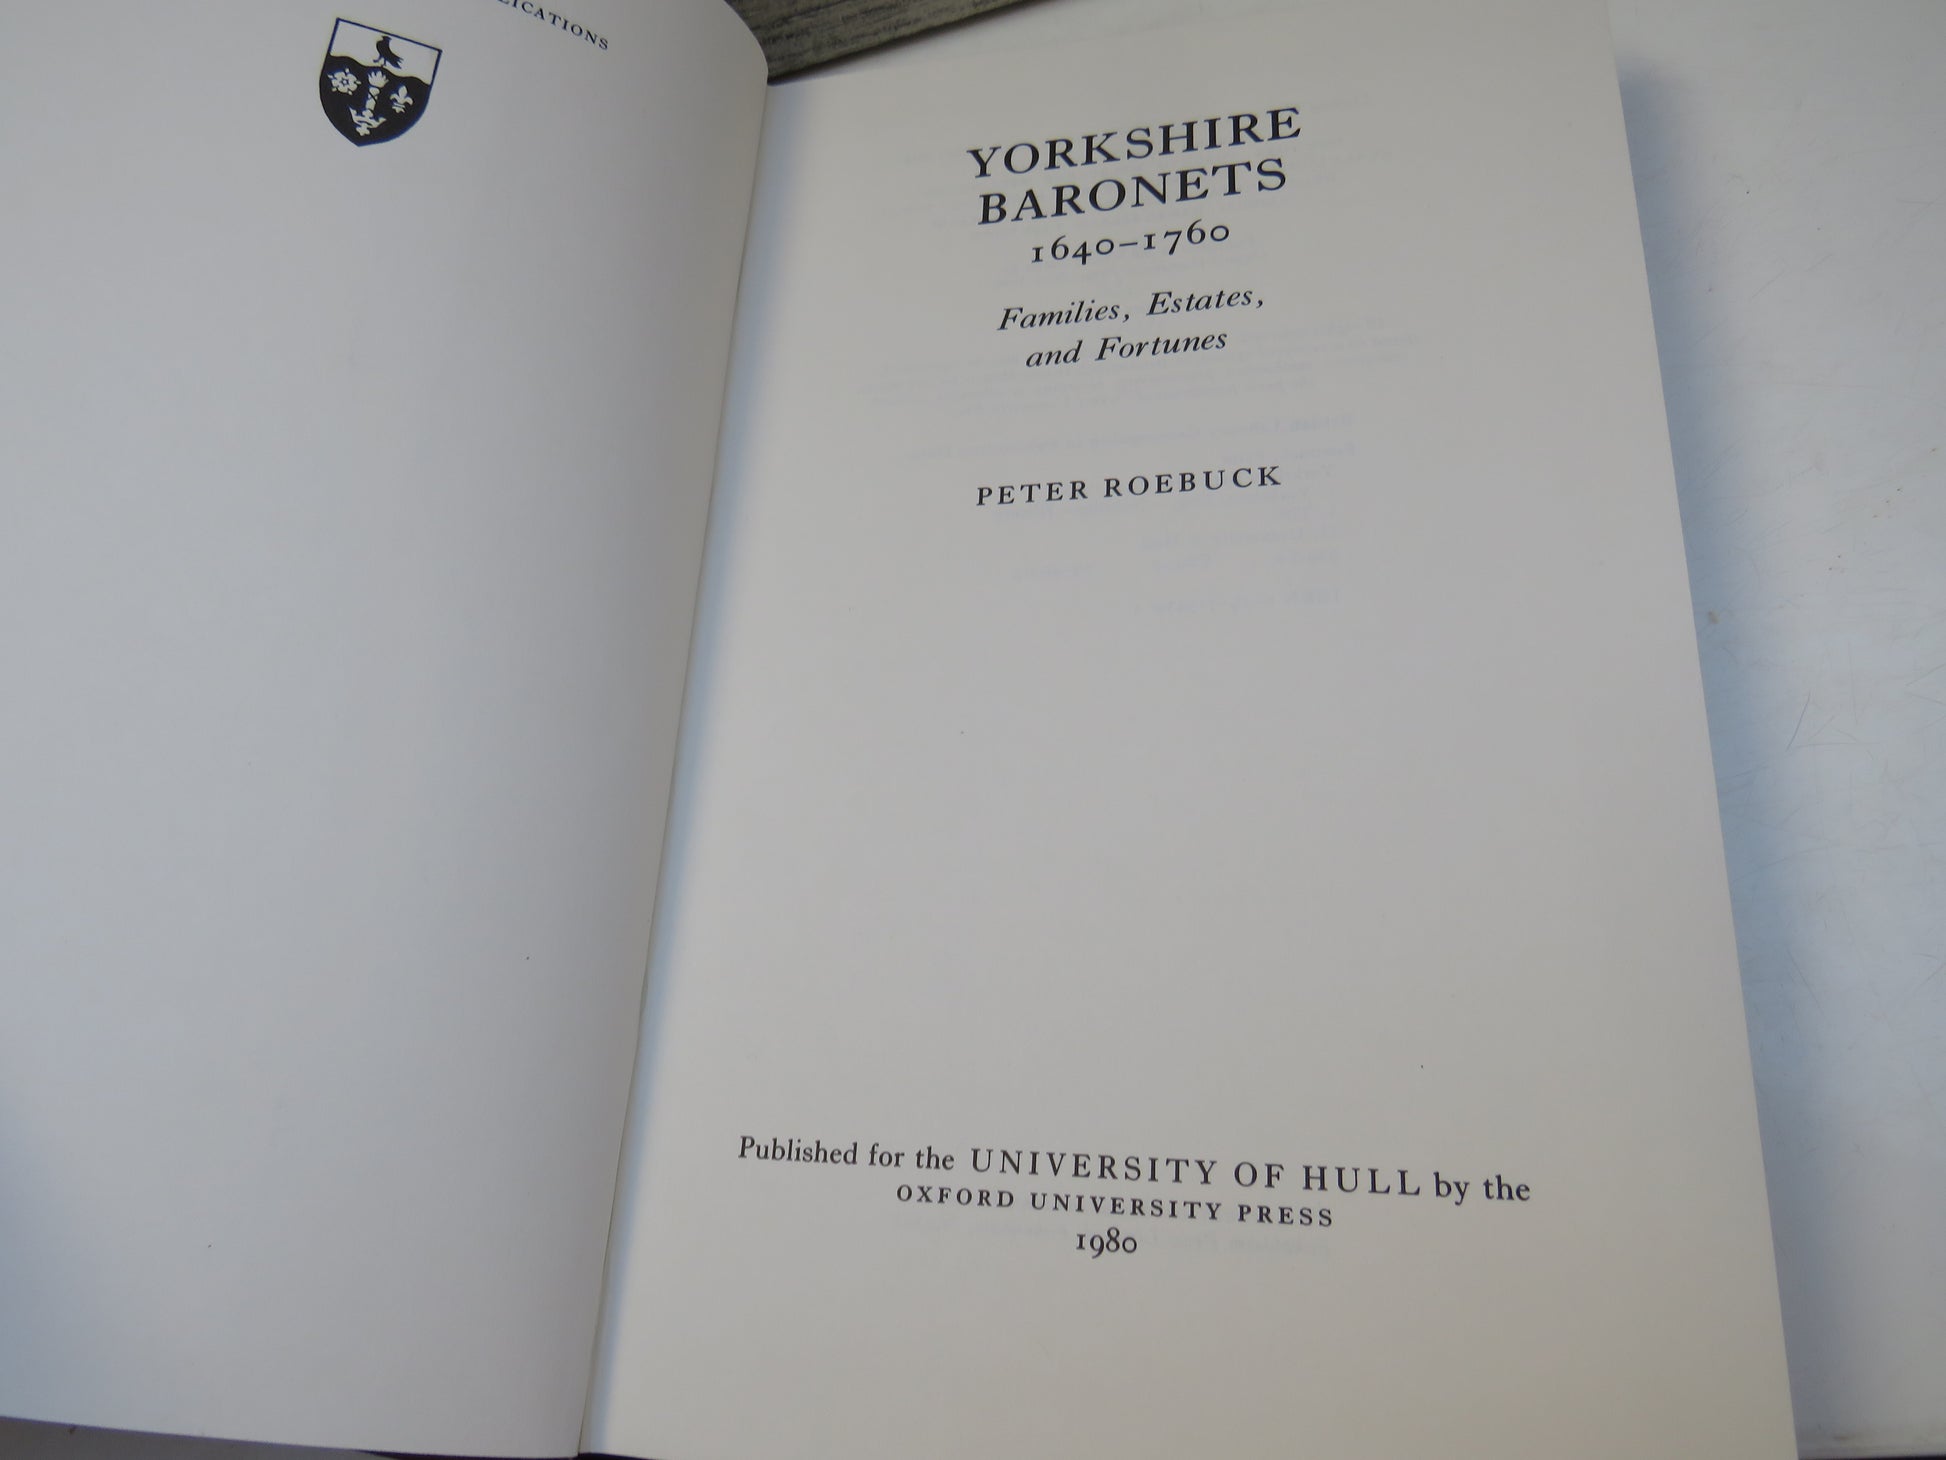 YORKSHIRE
BARONETS
1640–1760
Families, Estates,
and Fortunes
PETER ROEBUCK
Published for the UNIVERSITY OF HULL by the
OXFORD UNIVERSITY PRESS
1980